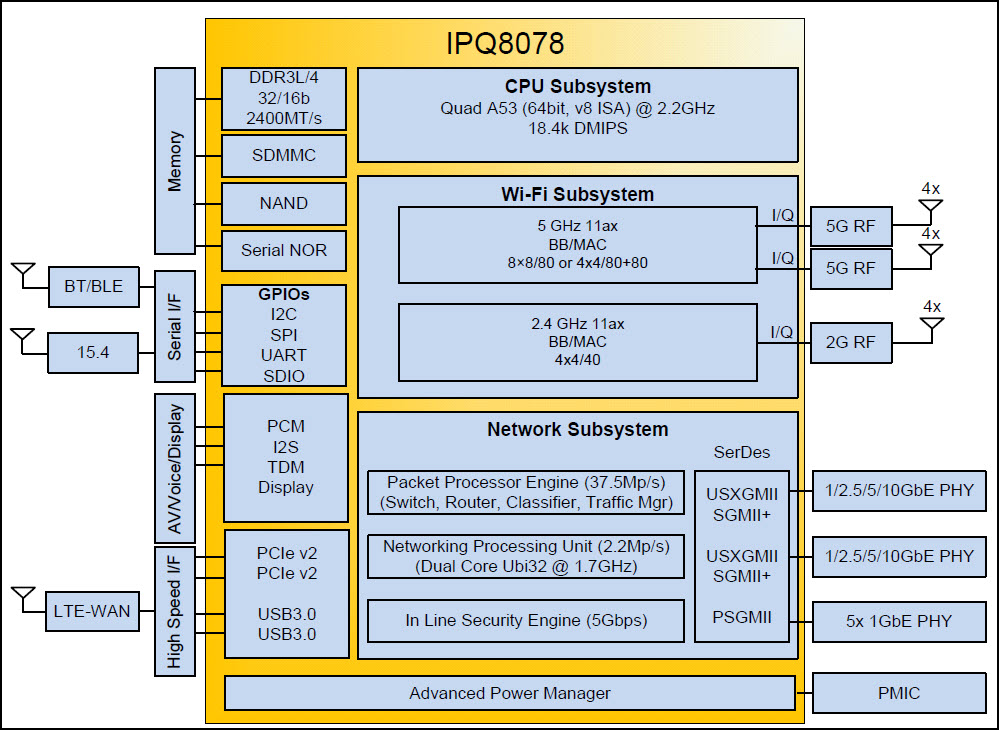 IPQ8078
Memory
DDR3L/4
32/16b
2400MT/s
SDMMC
NAND
Serial NOR
CPU Subsystem
Quad A53 (64bit, v8 ISA) @ 2.2GHz
18.4k DMIPS
Wi-Fi Subsystem
5 GHz 11ax
BB/MAC
8×8/80 or 4x4/80+80
I/Q
5G RF
4x
I/Q
5G RF
4x
2.4 GHz 11ax
BB/MAC
4x4/40
I/Q
2G RF
4x
BT/BLE
15.4
Serial I/F
GPIOs
I2C
SPI
UART
SDIO
AV/Voice/Display
PCM
I2S
TDM
Display
LTE-WAN
High Speed I/F
PCIe v2
PCIe v2
USB3.0
USB3.0
Network Subsystem
SerDes
Packet Processor Engine (37.5Mp/s)
(Switch, Router, Classifier, Traffic Mgr)
Networking Processing Unit (2.2Mp/s)
(Dual Core Ubi32 @ 1.7GHz)
In Line Security Engine (5Gbps)
USXGMII
SGMII+
USXGMII
SGMII+
PSGMII
1/2.5/5/10GbE PHY
1/2.5/5/10GbE PHY
5x 1GbE PHY
Advanced Power Manager
PMIC